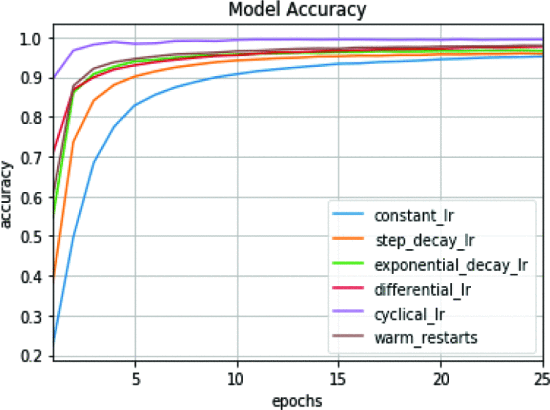 Model Accuracy
1.0
0.9
0.8
0.7
0.6
0.5
0.4
0.3
0.2
accuracy
constant_lr
step_decay_lr
exponential_decay_lr
differential_lr
cyclical_lr
warm_restarts
5
10
15
20
25
epochs